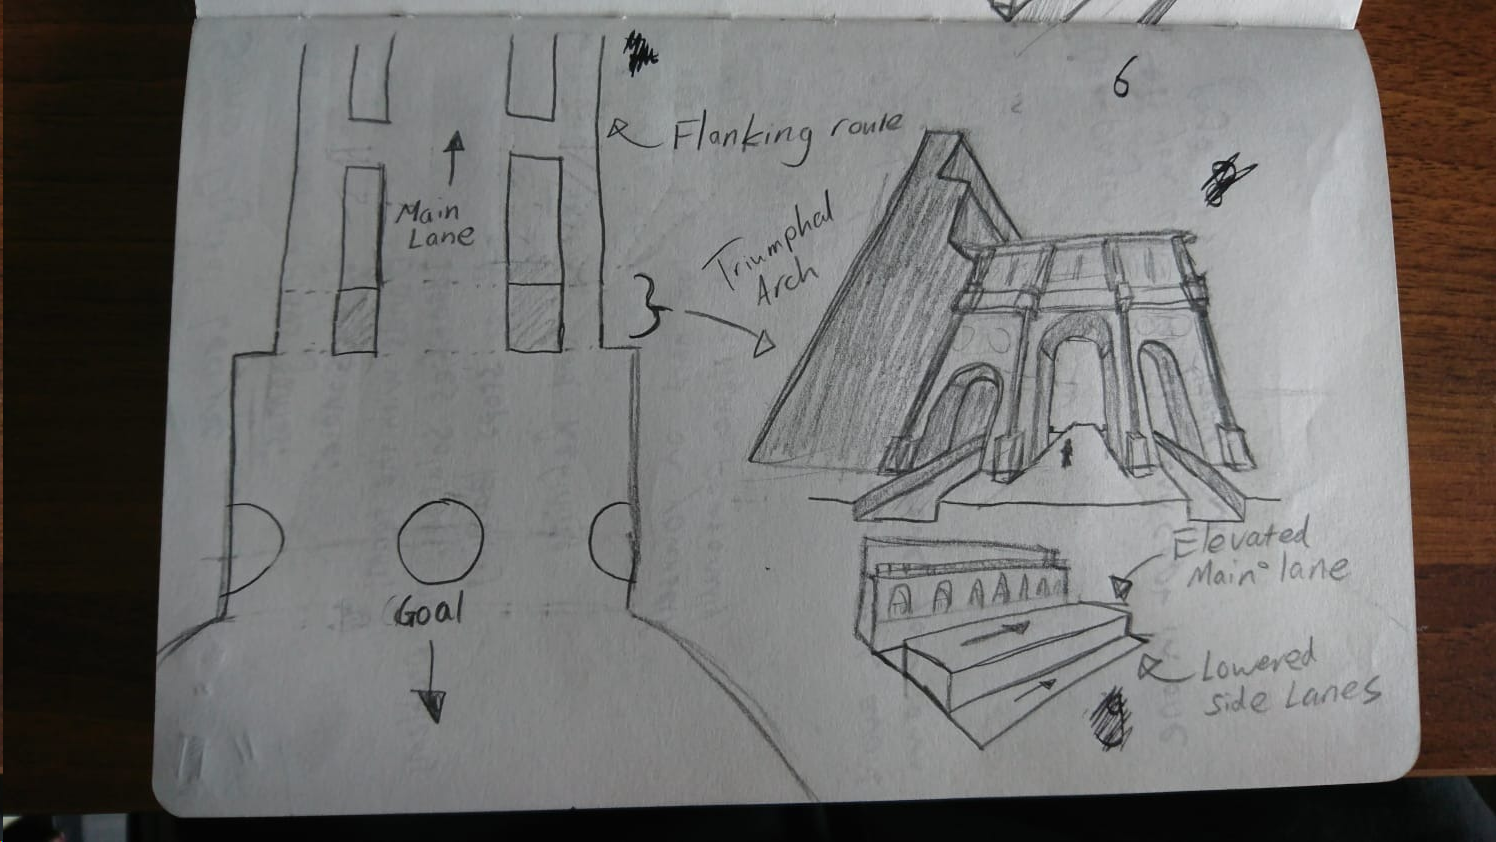 6
Flanking route
Main
Lane
Triumphal
Arch
Goal
Elevated
Main lane
Lowered
side Lanes